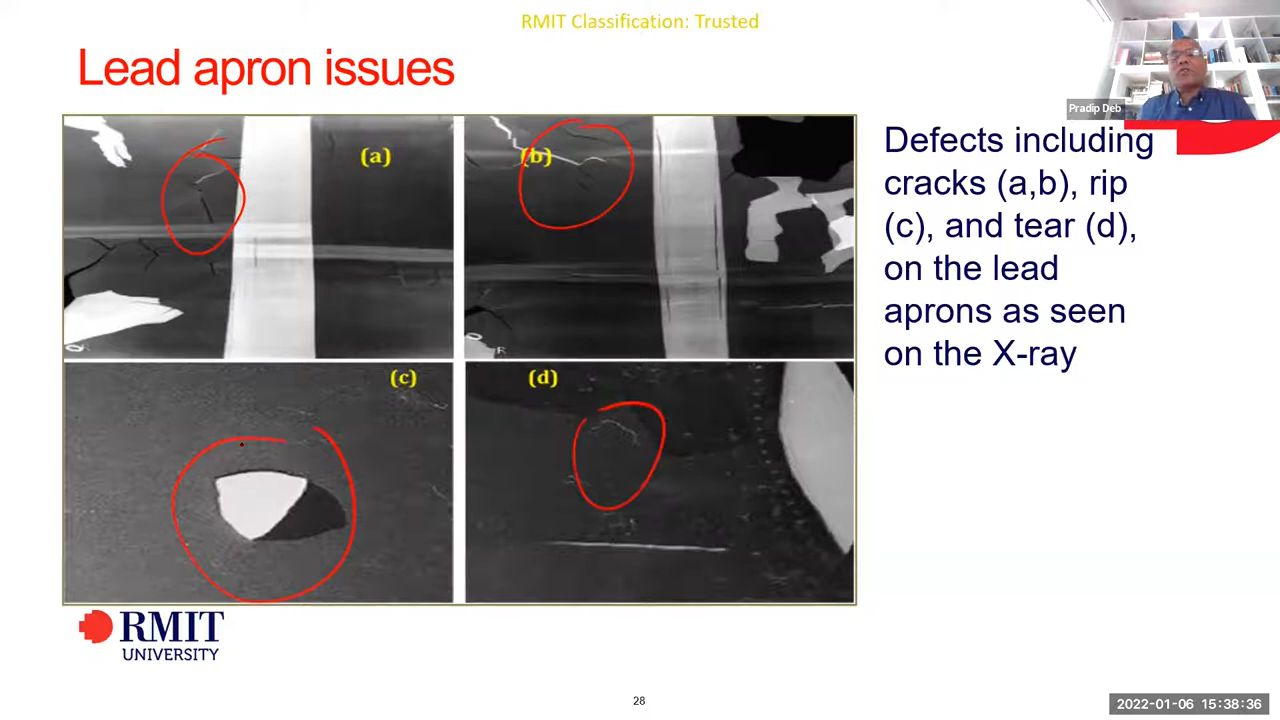 RMIT Classification: Trusted
Lead apron issues
Pradip Deb
(a)
(b)
(c)
(d)
R
R
Defects including
cracks (a,b), rip
(c), and tear (d),
on the lead
aprons as seen
on the X-ray
RMIT
UNIVERSITY
28
2022-01-06 15:38:36